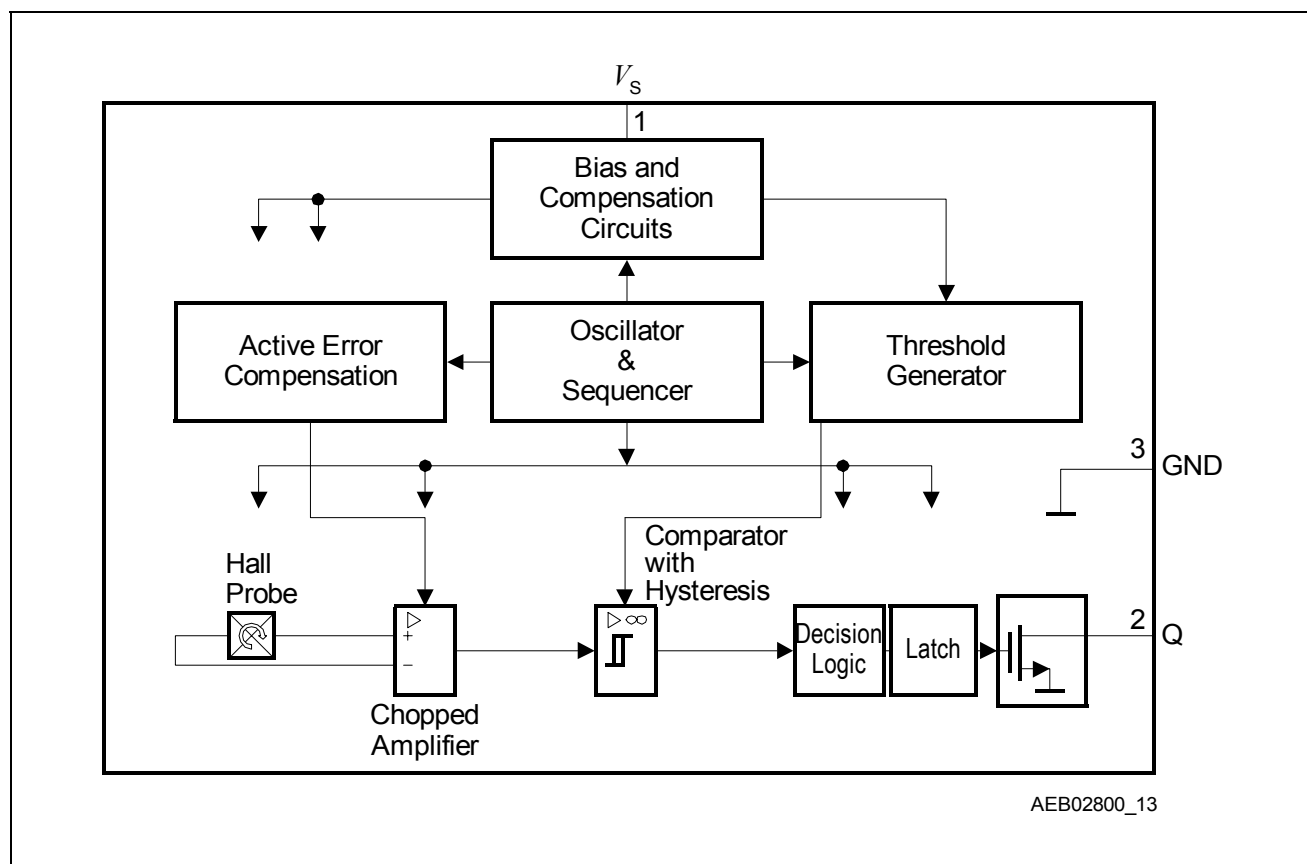 VS
1
Bias and
Compensation
Circuits
Active Error
Compensation
Oscillator
&
Sequencer
Threshold
Generator
3
GND
Comparator
with
Hysteresis
Hall
Probe
+
−
▷
▷ ∞
Decision
Logic
Latch
2
Q
Chopped
Amplifier
AEB02800_13